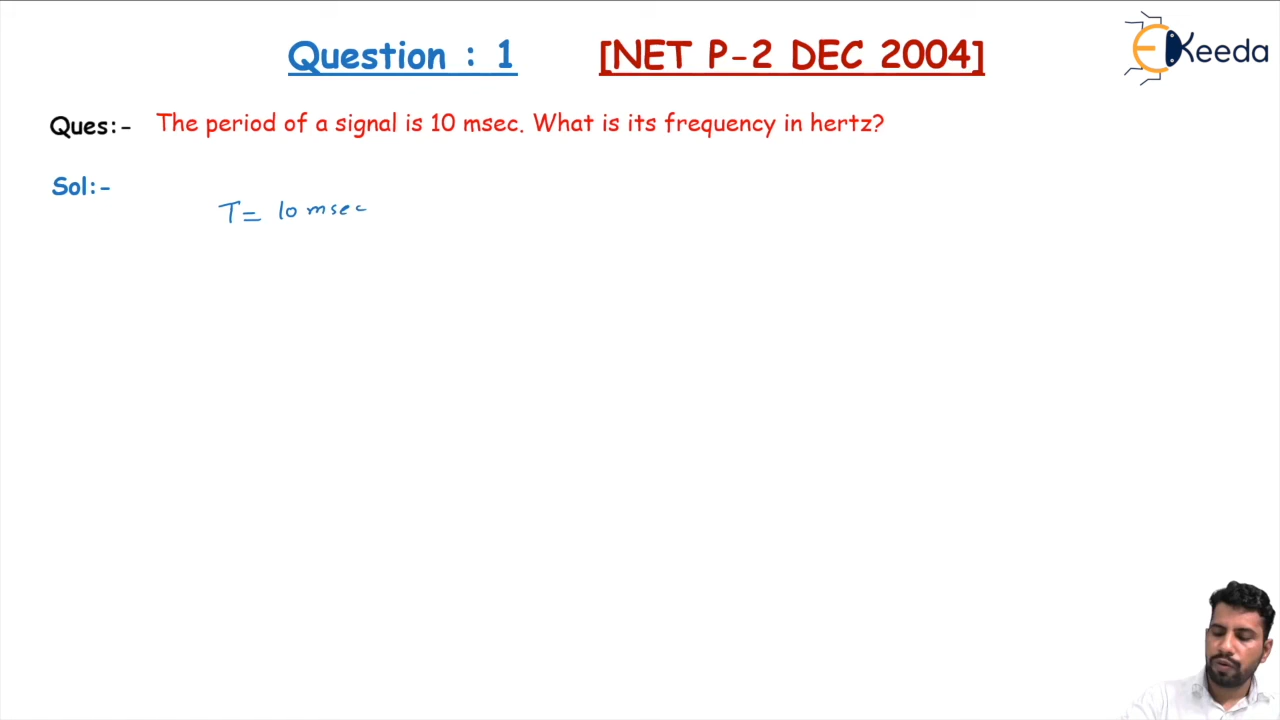 Question : 1 [NET P-2 DEC 2004]
EKeeda
Ques:- The period of a signal is 10 msec. What is its frequency in hertz?
Sol:-
T= 10 msec